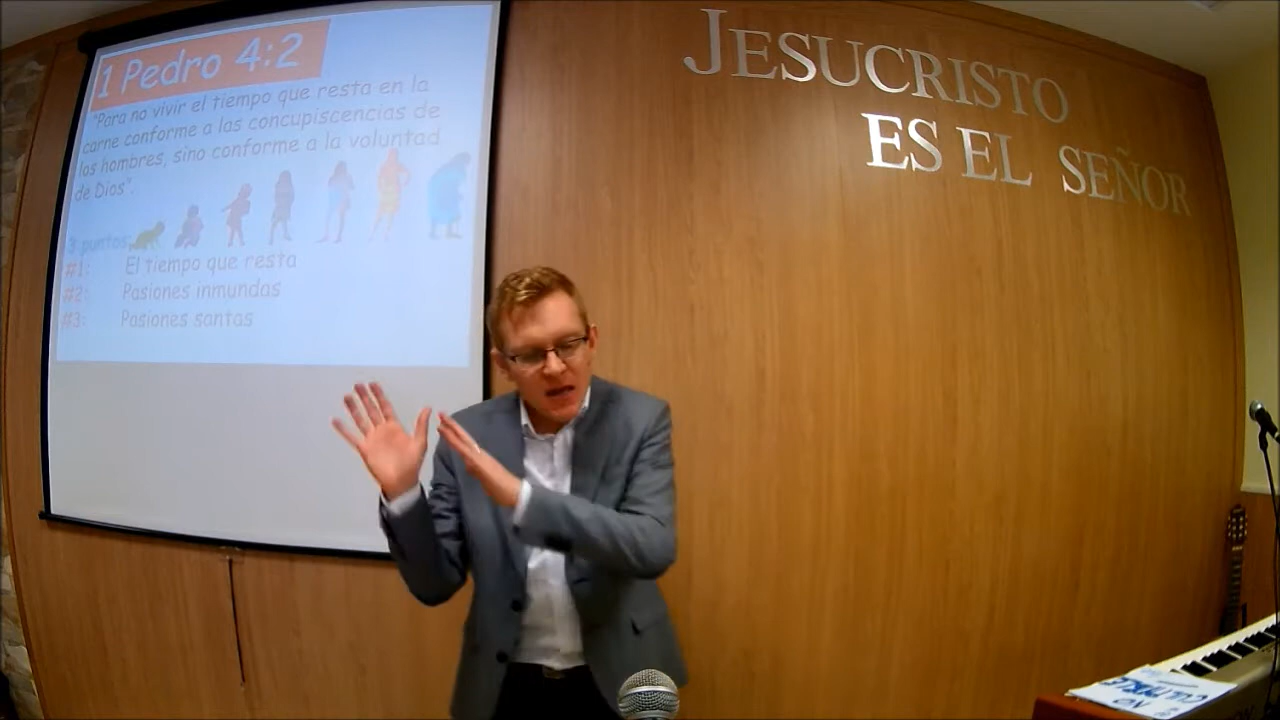 1 Pedro 4:2
"Para no vivir el tiempo que resta en la
carne conforme a las concupiscencias de
los hombres, sino conforme a la voluntad
de Dios".
3 puntos:
#1: El tiempo que resta
#2: Pasiones inmundas
#3: Pasiones santas
JESUCRISTO
ES EL SEÑOR
NO
CULPABLE